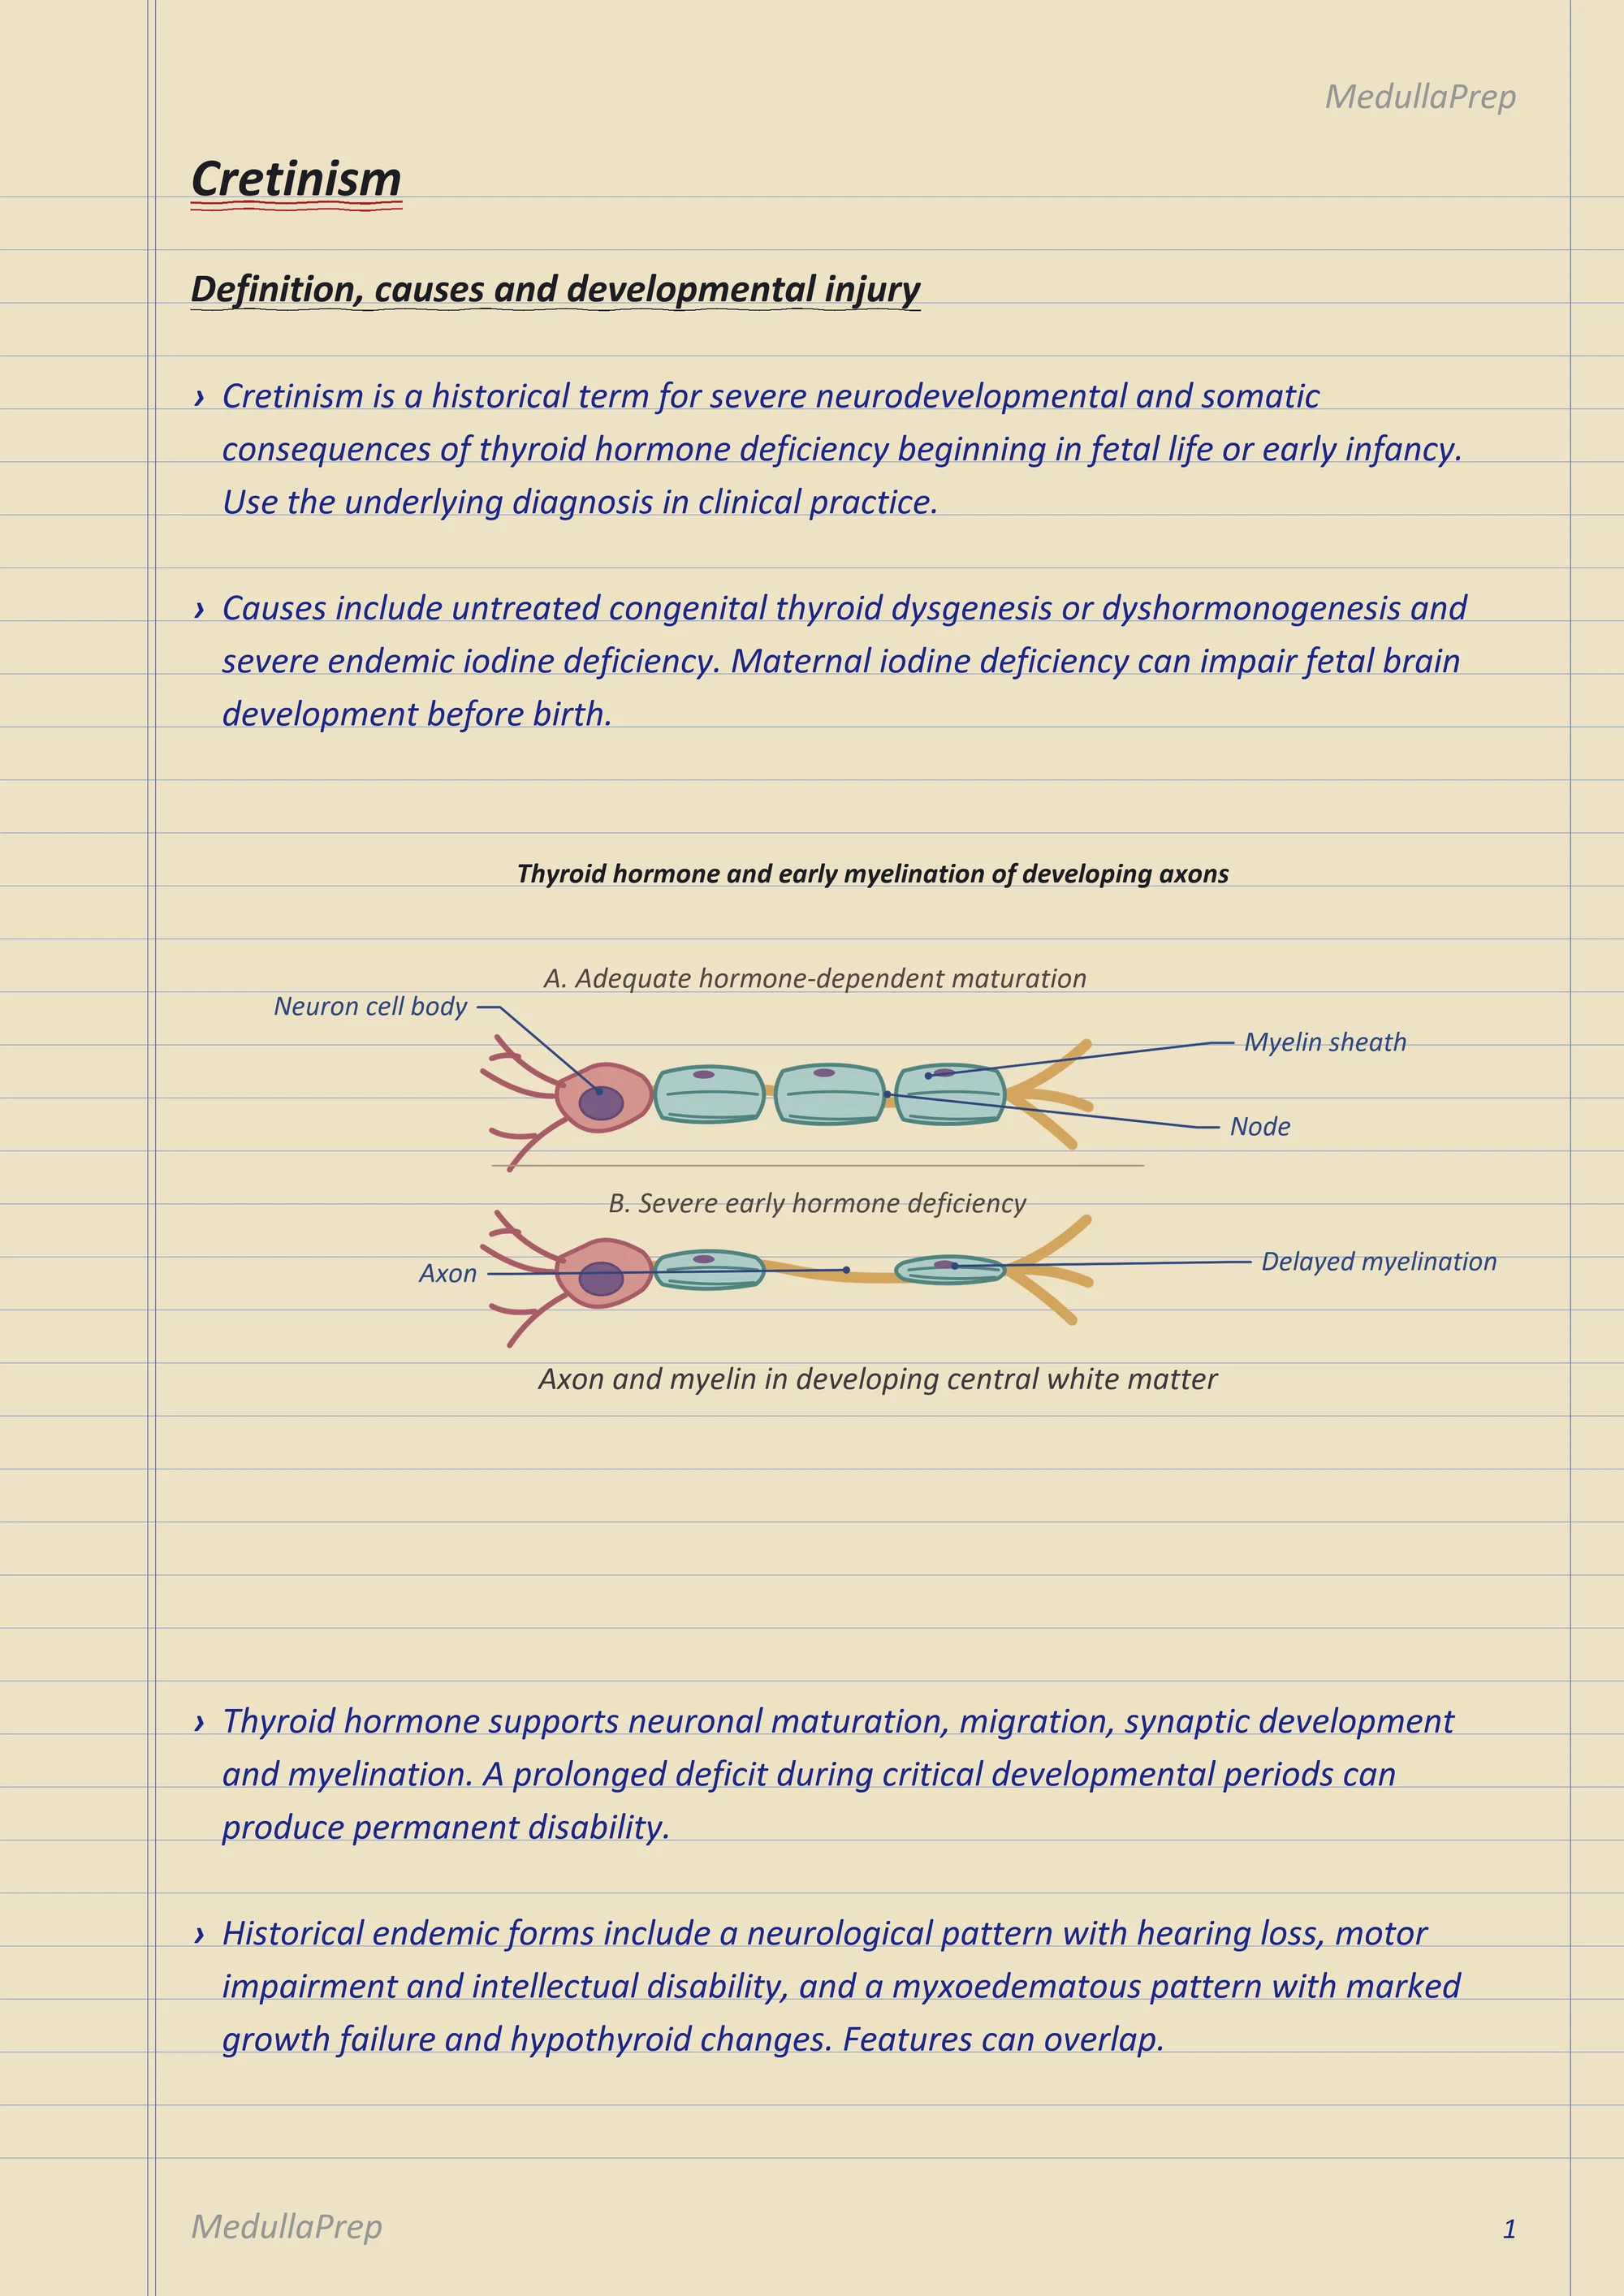 MedullaPrep
Cretinism
Definition, causes and developmental injury
› Cretinism is a historical term for severe neurodevelopmental and somatic
consequences of thyroid hormone deficiency beginning in fetal life or early infancy.
Use the underlying diagnosis in clinical practice.
› Causes include untreated congenital thyroid dysgenesis or dyshormonogenesis and
severe endemic iodine deficiency. Maternal iodine deficiency can impair fetal brain
development before birth.
Thyroid hormone and early myelination of developing axons
A. Adequate hormone-dependent maturation
Neuron cell body
Myelin sheath
Node
B. Severe early hormone deficiency
Axon
Delayed myelination
Axon and myelin in developing central white matter
› Thyroid hormone supports neuronal maturation, migration, synaptic development
and myelination. A prolonged deficit during critical developmental periods can
produce permanent disability.
› Historical endemic forms include a neurological pattern with hearing loss, motor
impairment and intellectual disability, and a myxoedematous pattern with marked
growth failure and hypothyroid changes. Features can overlap.
MedullaPrep
1